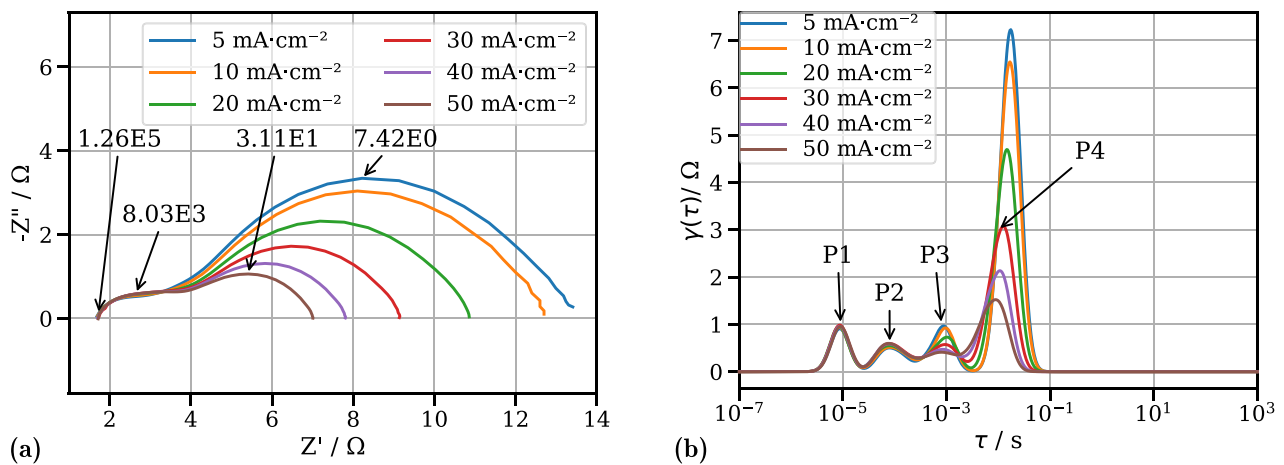 5 mA·cm⁻²
10 mA·cm⁻²
20 mA·cm⁻²
30 mA·cm⁻²
40 mA·cm⁻²
50 mA·cm⁻²
1.26E5
3.11E1
7.42E0
8.03E3
6
4
2
0
-Z'' / Ω
2
4
6
8
10
12
14
Z' / Ω
(a)
5 mA·cm⁻²
10 mA·cm⁻²
20 mA·cm⁻²
30 mA·cm⁻²
40 mA·cm⁻²
50 mA·cm⁻²
P4
P1
P3
P2
7
6
5
4
3
2
1
0
γ(τ)/ Ω
10⁻⁷
10⁻⁵
10⁻³
10⁻¹
10¹
10³
τ / s
(b)